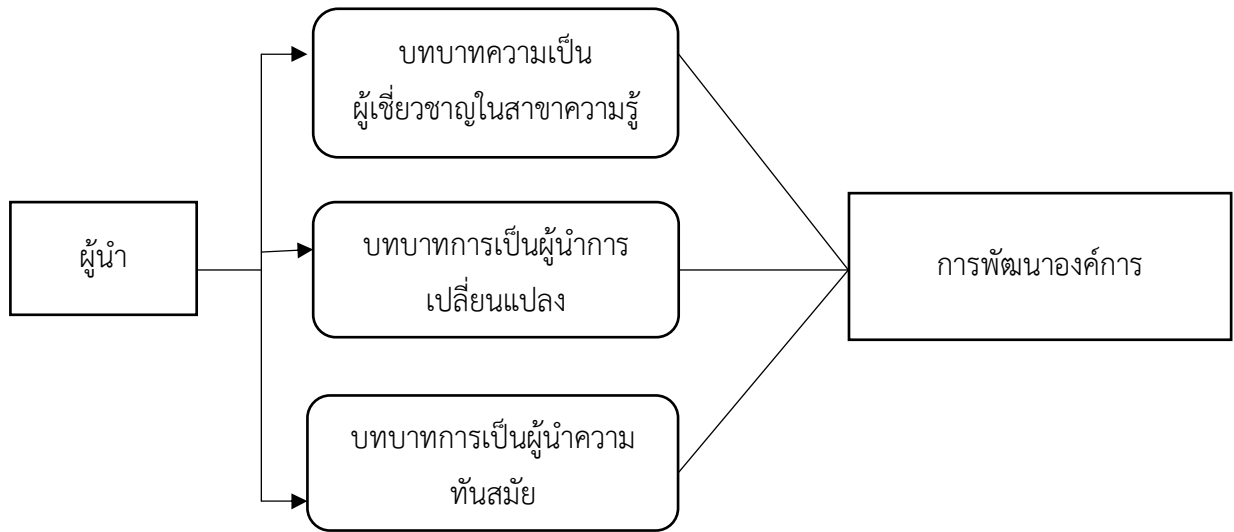 บทบาทความเป็น
ผู้เชี่ยวชาญในสาขาความรู้
ผู้นำ
บทบาทการเป็นผู้นำการ
เปลี่ยนแปลง
การพัฒนาองค์การ
บทบาทการเป็นผู้นำความ
ทันสมัย